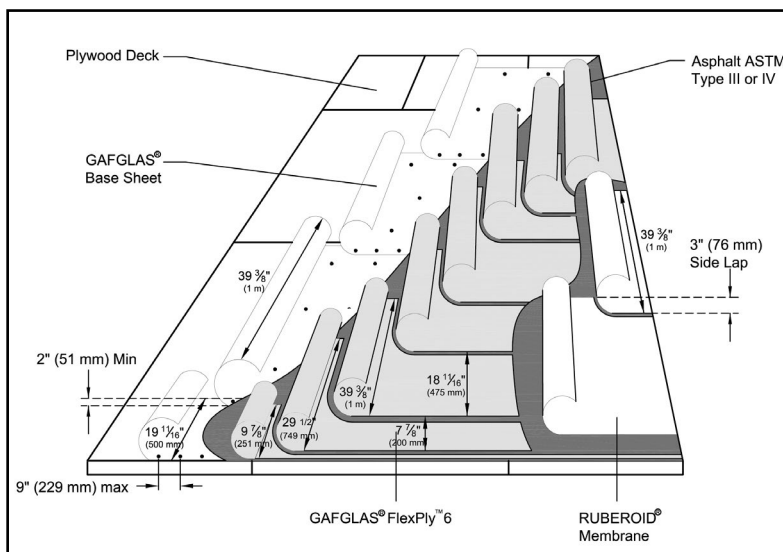 Plywood Deck
Asphalt ASTM
Type III or IV
GAFGLAS®
Base Sheet
39 3/8"
(1 m)
3" (76 mm)
Side Lap
39 3/8"
(1 m)
2" (51 mm) Min
39 3/8"
(1 m)
18 11/16"
(475 mm)
19 11/16"
(500 mm)
9 7/8"
(251 mm)
29 1/2"
(749 mm)
7 7/8"
(200 mm)
9" (229 mm) max
GAFGLAS® FlexPly™ 6
RUBEROID®
Membrane